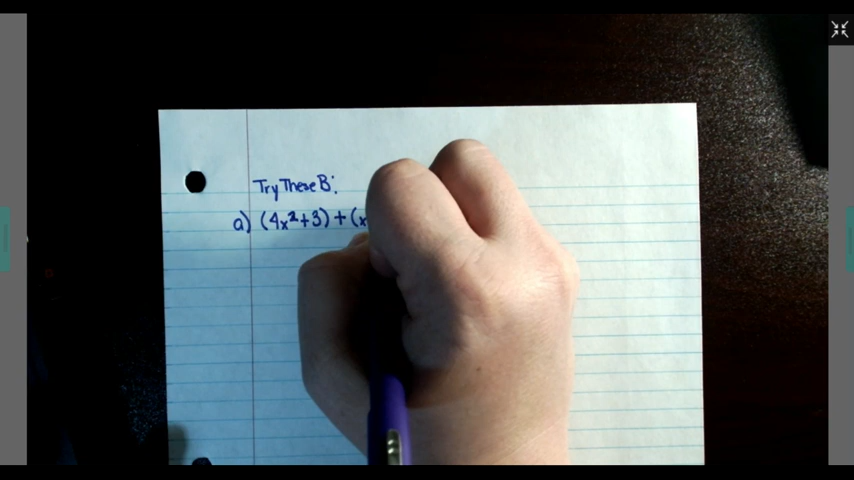 Try These B:
a) (4x²+3) + (x